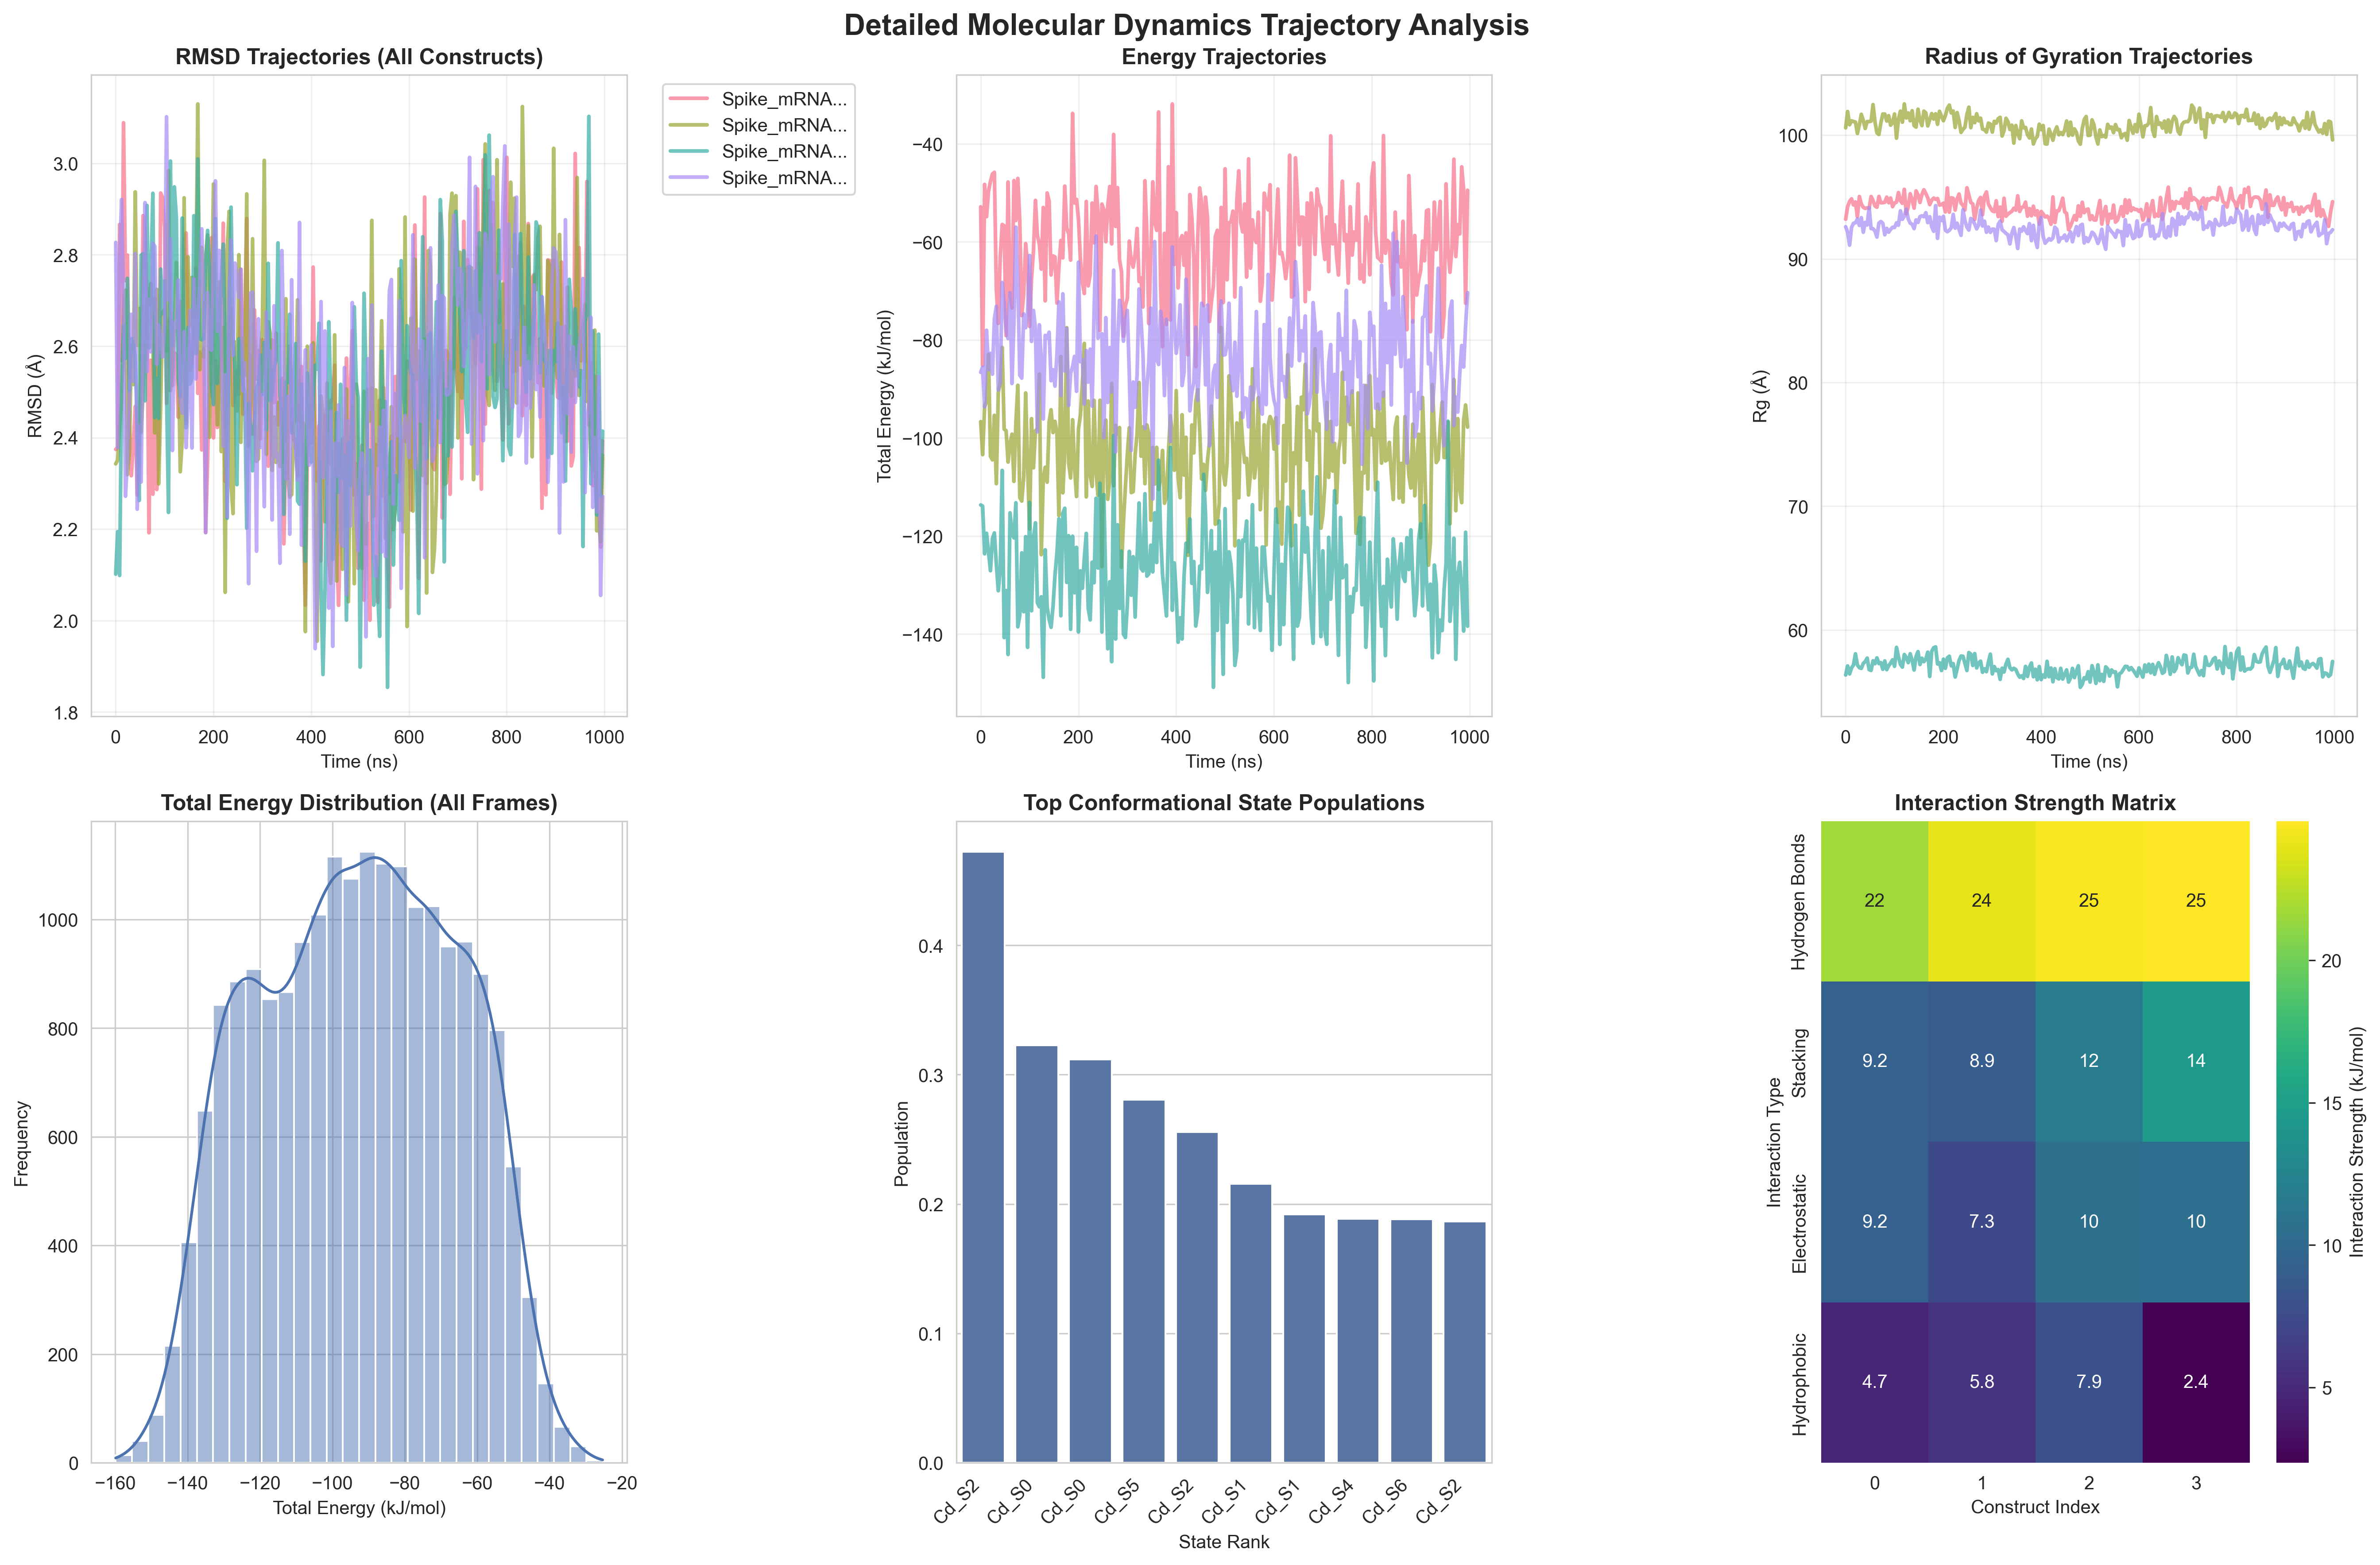 Detailed Molecular Dynamics Trajectory Analysis
RMSD Trajectories (All Constructs)
RMSD (Å)
3.0
2.8
2.6
2.4
2.2
2.0
1.8
0 200 400 600 800 1000
Time (ns)
Spike_mRNA...
Spike_mRNA...
Spike_mRNA...
Spike_mRNA...
Energy Trajectories
Total Energy (kJ/mol)
−40
−60
−80
−100
−120
−140
0 200 400 600 800 1000
Time (ns)
Radius of Gyration Trajectories
Rg (Å)
100
90
80
70
60
0 200 400 600 800 1000
Time (ns)
Total Energy Distribution (All Frames)
Frequency
1000
800
600
400
200
0
−160 −140 −120 −100 −80 −60 −40 −20
Total Energy (kJ/mol)
Top Conformational State Populations
Population
0.4
0.3
0.2
0.1
0.0
Cd_S2 Cd_S0 Cd_S0 Cd_S5 Cd_S2 Cd_S1 Cd_S1 Cd_S4 Cd_S6 Cd_S2
State Rank
Interaction Strength Matrix
Interaction Type
Hydrogen Bonds
22 24 25 25
Stacking
9.2 8.9 12 14
Electrostatic
9.2 7.3 10 10
Hydrophobic
4.7 5.8 7.9 2.4
0 1 2 3
Construct Index
20
15
10
5
Interaction Strength (kJ/mol)